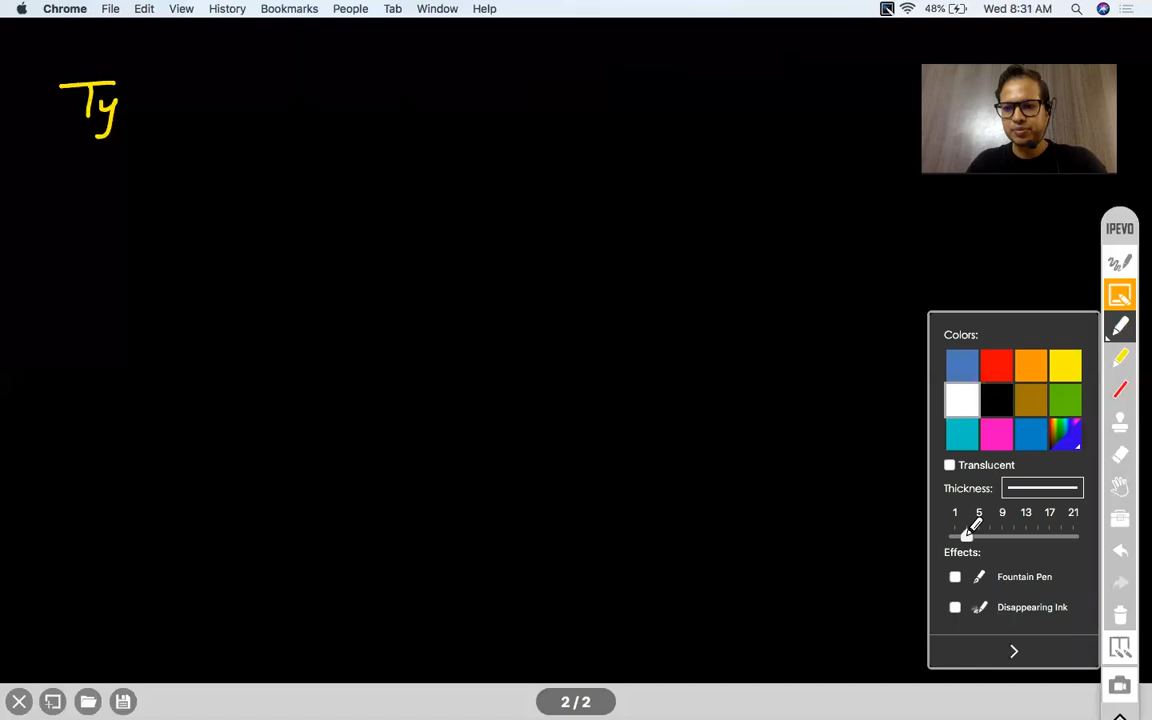 Chrome File Edit View History Bookmarks People Tab Window Help 48% Wed 8:31 AM
Ty
IPEVO
Colors:
Translucent
Thickness:
1 5 9 13 17 21
Effects:
Fountain Pen
Disappearing Ink
2 / 2